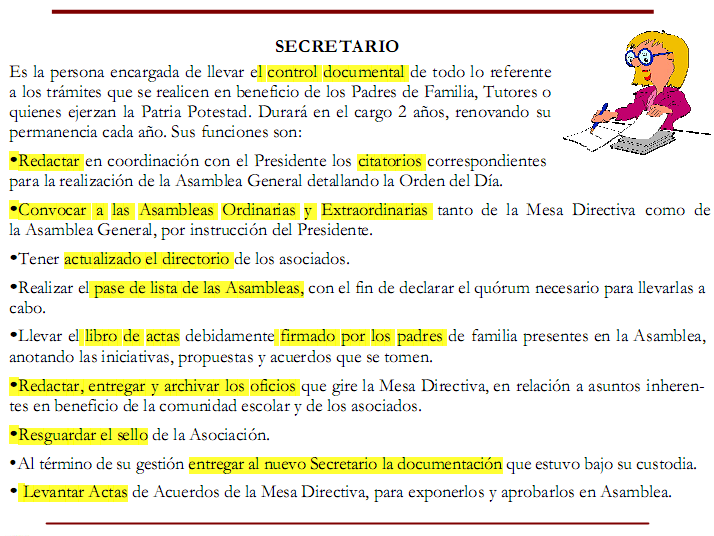 SECRETARIO
Es la persona encargada de llevar el control documental de todo lo referente
a los trámites que se realicen en beneficio de los Padres de Familia, Tutores o
quienes ejerzan la Patria Potestad. Durará en el cargo 2 años, renovando su
permanencia cada año. Sus funciones son:
•Redactar en coordinación con el Presidente los citatorios correspondientes
para la realización de la Asamblea General detallando la Orden del Día.
•Convocar a las Asambleas Ordinarias y Extraordinarias tanto de la Mesa Directiva como de
la Asamblea General, por instrucción del Presidente.
•Tener actualizado el directorio de los asociados.
•Realizar el pase de lista de las Asambleas, con el fin de declarar el quórum necesario para llevarlas a
cabo.
•Llevar el libro de actas debidamente firmado por los padres de familia presentes en la Asamblea,
anotando las iniciativas, propuestas y acuerdos que se tomen.
•Redactar, entregar y archivar los oficios que gire la Mesa Directiva, en relación a asuntos inheren-
tes en beneficio de la comunidad escolar y de los asociados.
•Resguardar el sello de la Asociación.
•Al término de su gestión entregar al nuevo Secretario la documentación que estuvo bajo su custodia.
• Levantar Actas de Acuerdos de la Mesa Directiva, para exponerlos y aprobarlos en Asamblea.